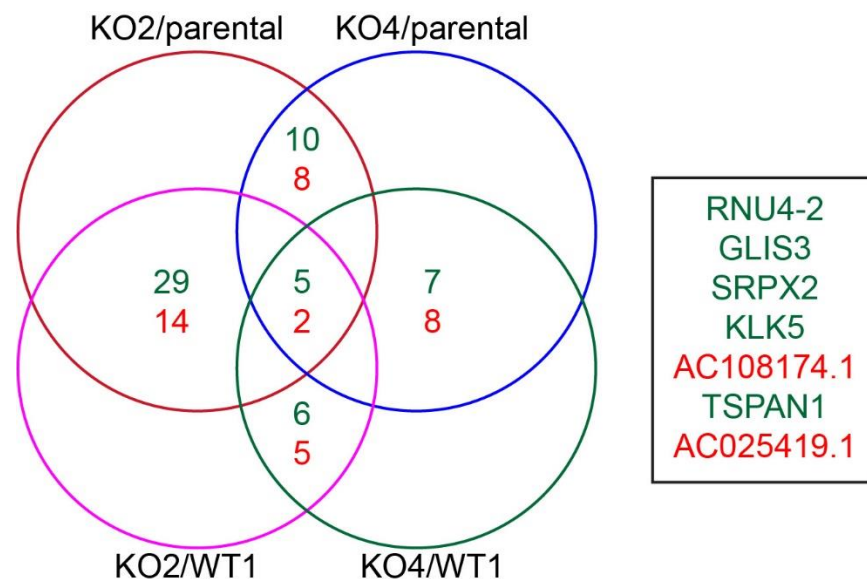 KO2/parental
KO4/parental
10
8
29
14
5
2
7
8
6
5
KO2/WT1
KO4/WT1
RNU4-2
GLIS3
SRPX2
KLK5
AC108174.1
TSPAN1
AC025419.1